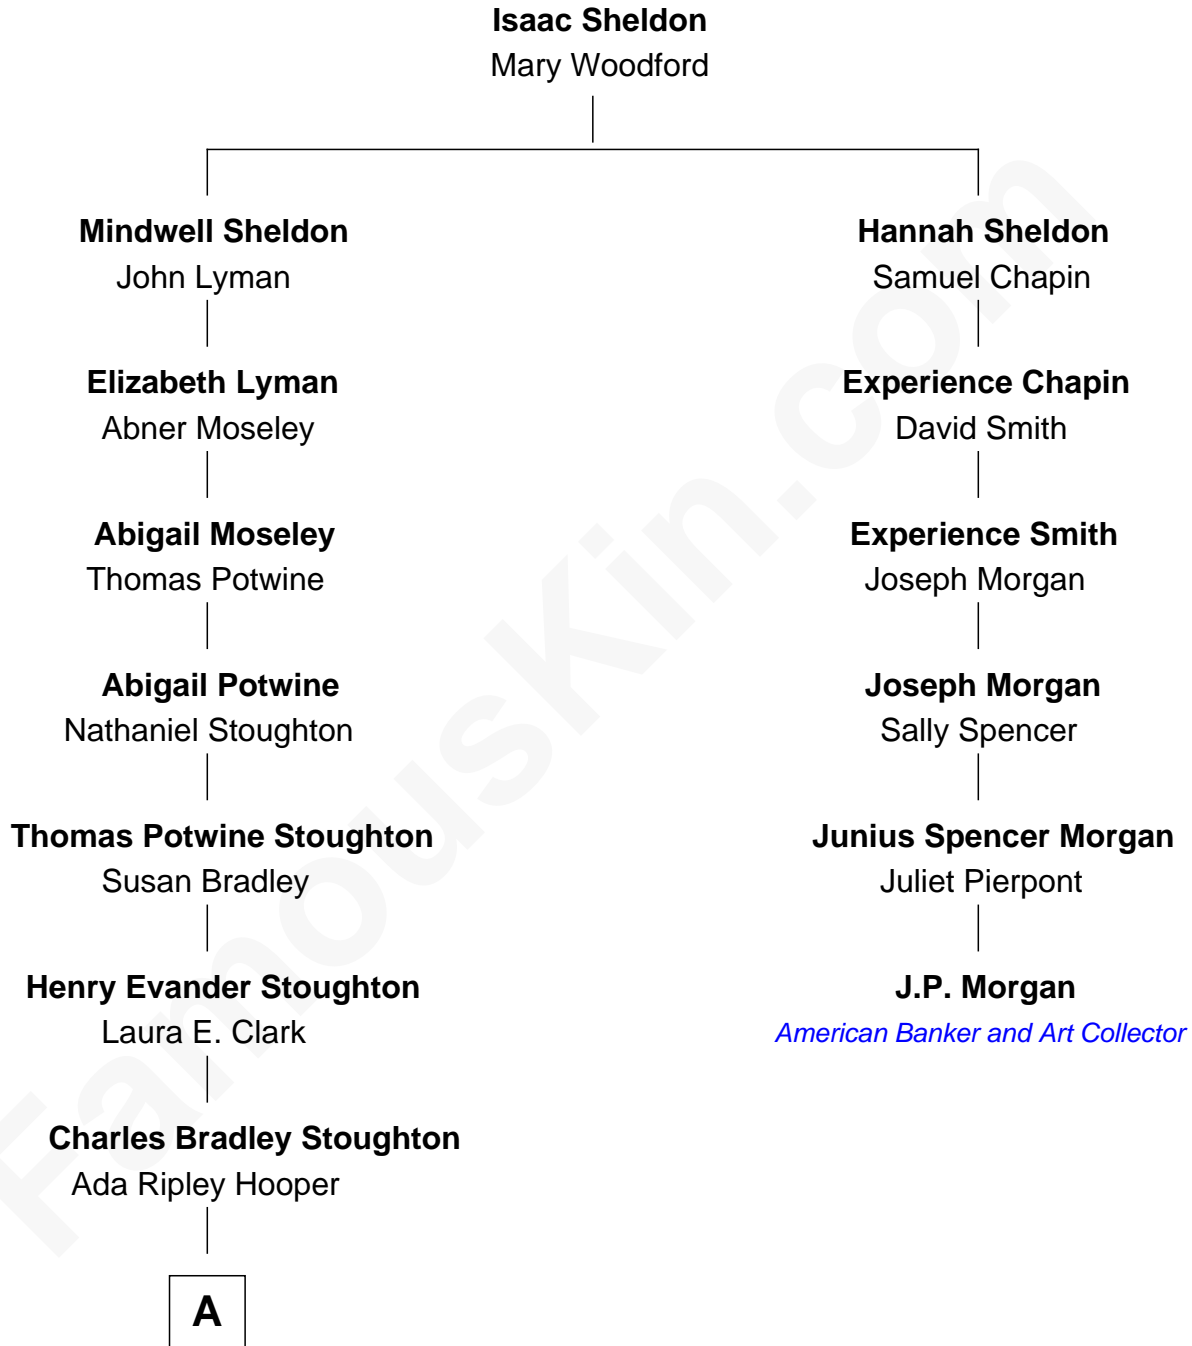 Isaac Sheldon
Mary Woodford
Mindwell Sheldon
John Lyman
Hannah Sheldon
Samuel Chapin
Elizabeth Lyman
Abner Moseley
Experience Chapin
David Smith
Abigail Moseley
Thomas Potwine
Experience Smith
Joseph Morgan
Abigail Potwine
Nathaniel Stoughton
Joseph Morgan
Sally Spencer
Thomas Potwine Stoughton
Susan Bradley
Junius Spencer Morgan
Juliet Pierpont
Henry Evander Stoughton
Laura E. Clark
J.P. Morgan
American Banker and Art Collector
Charles Bradley Stoughton
Ada Ripley Hooper
A
FamousKin.com